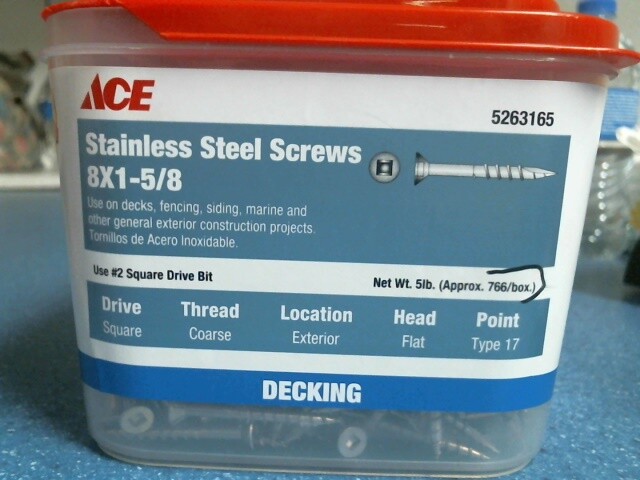 ACE
5263165
Stainless Steel Screws
8X1-5/8
Use on decks, fencing, siding, marine and
other general exterior construction projects.
Tornillos de Acero Inoxidable.
Use #2 Square Drive Bit
Net Wt. 5lb. (Approx. 766/box.)
Drive Thread Location Head Point
Square Coarse Exterior Flat Type 17
DECKING